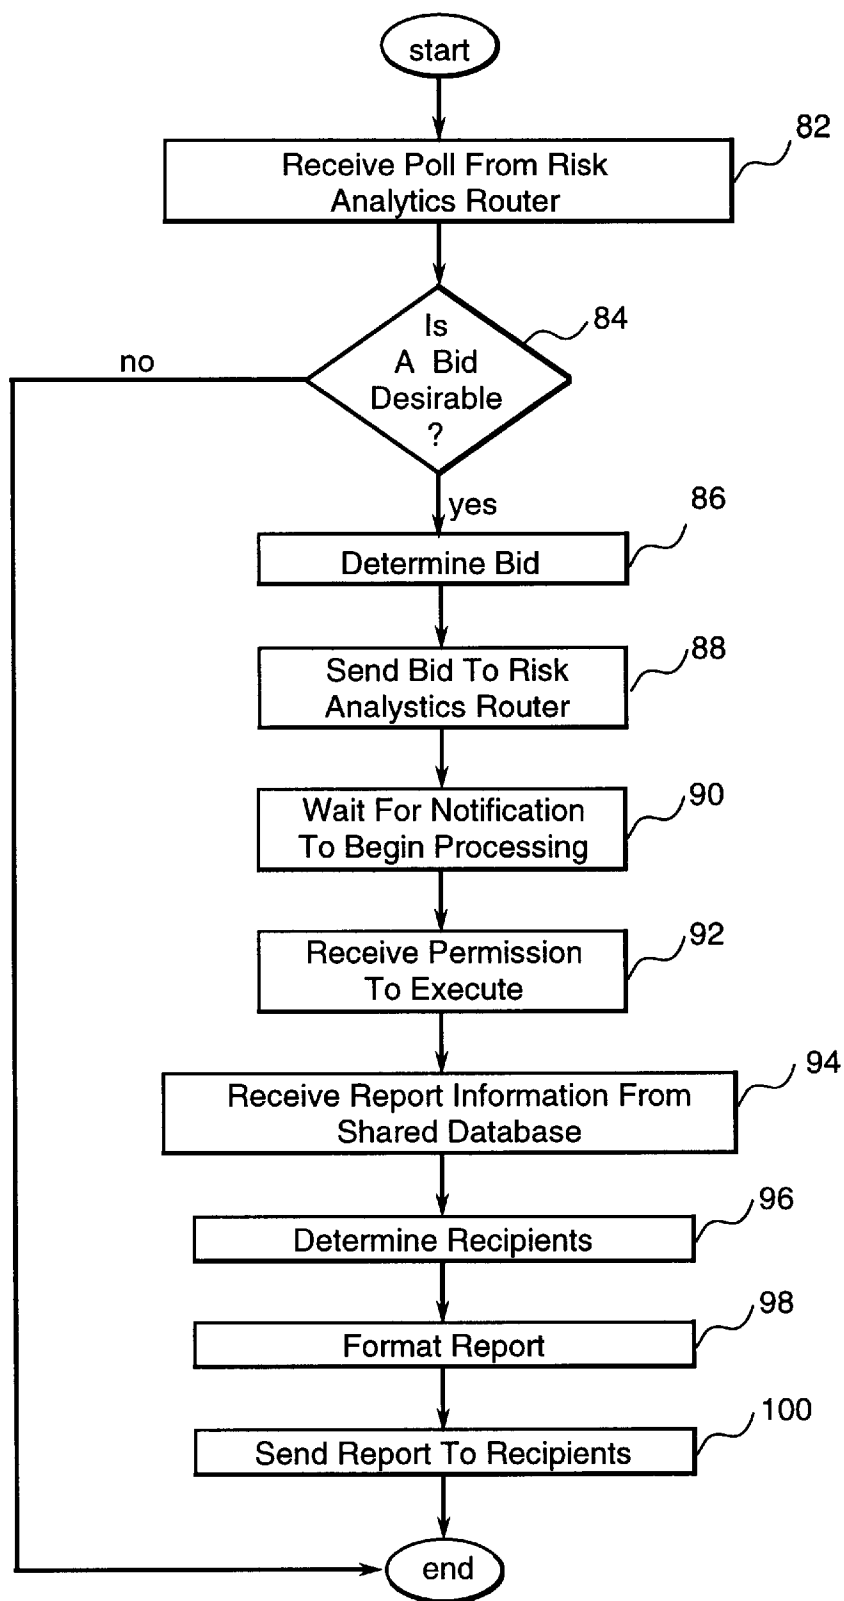 start
82
Receive Poll From Risk
Analytics Router
84
Is
A Bid
Desirable
?
no
yes
86
Determine Bid
88
Send Bid To Risk
Analystics Router
90
Wait For Notification
To Begin Processing
92
Receive Permission
To Execute
94
Receive Report Information From
Shared Database
96
Determine Recipients
98
Format Report
100
Send Report To Recipients
end